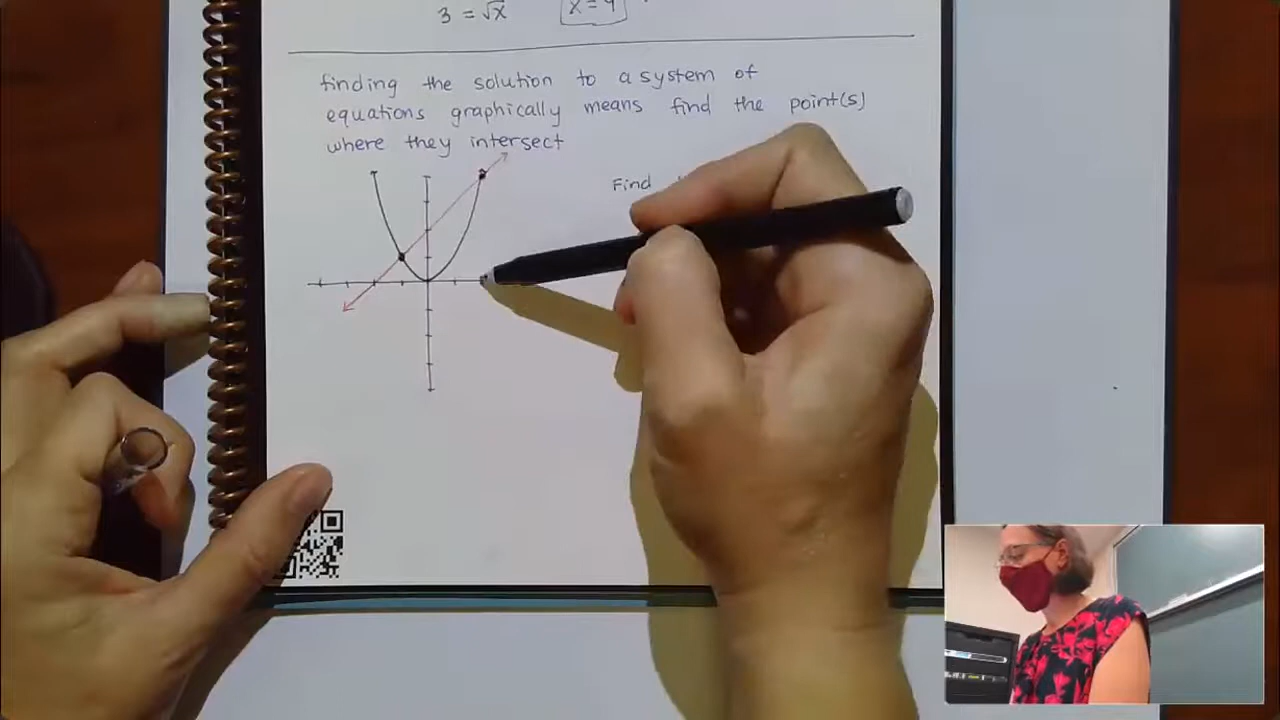 3 = √x    x = 9
finding the solution to a system of
equations graphically means find the point(s)
where they intersect
Find